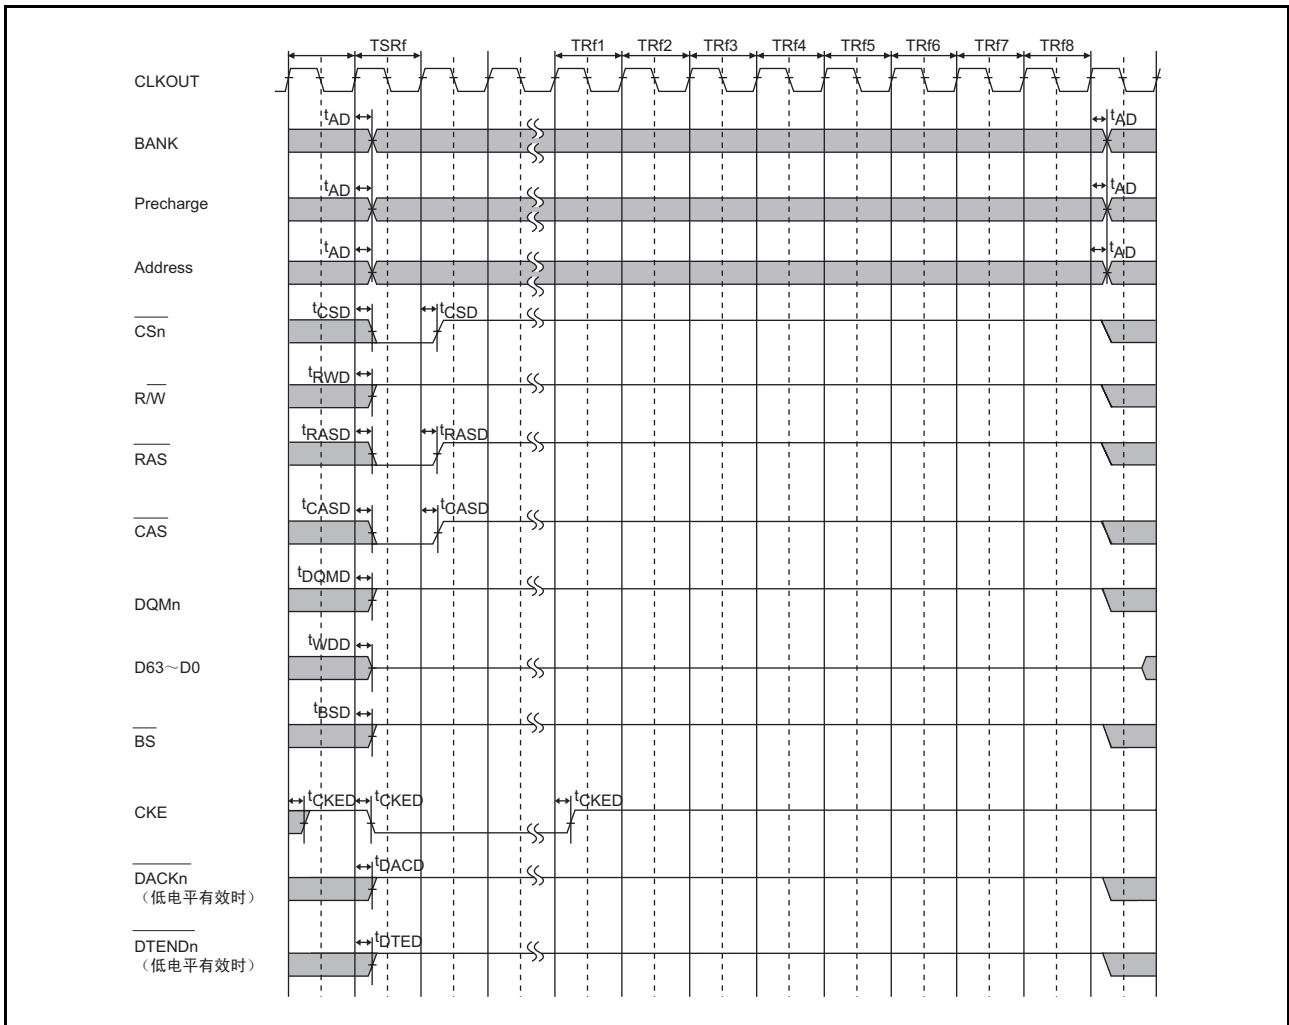 TSRf TRf1 TRf2 TRf3 TRf4 TRf5 TRf6 TRf7 TRf8
CLKOUT
tAD tAD
BANK
tAD tAD
Precharge
tAD tAD
Address
tCSD tCSD
CSn
tRWD
R/W
tRASD tRASD
RAS
tCASD tCASD
CAS
tDQMD
DQMn
tWDD
D63～D0
tBSD
BS
tCKED tCKED tCKED
CKE
tDACD
DACKn
（低电平有效时）
tDTED
DTENDn
（低电平有效时）